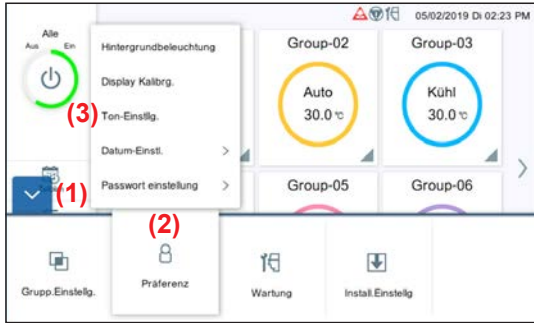 05/02/2019 Di 02:23 PM
Alle
Aus Ein
Hintergrundbeleuchtung
Display Kalibrg.
(3) Ton-Einstllg.
Datum-Einstl. >
Passwort einstellung >
(1)
(2)
Group-02
Auto
30.0 °C
Group-03
Kühl
30.0 °C
Group-05
Group-06
Grupp.Einstellg.
Präferenz
Wartung
Install.Einstellg